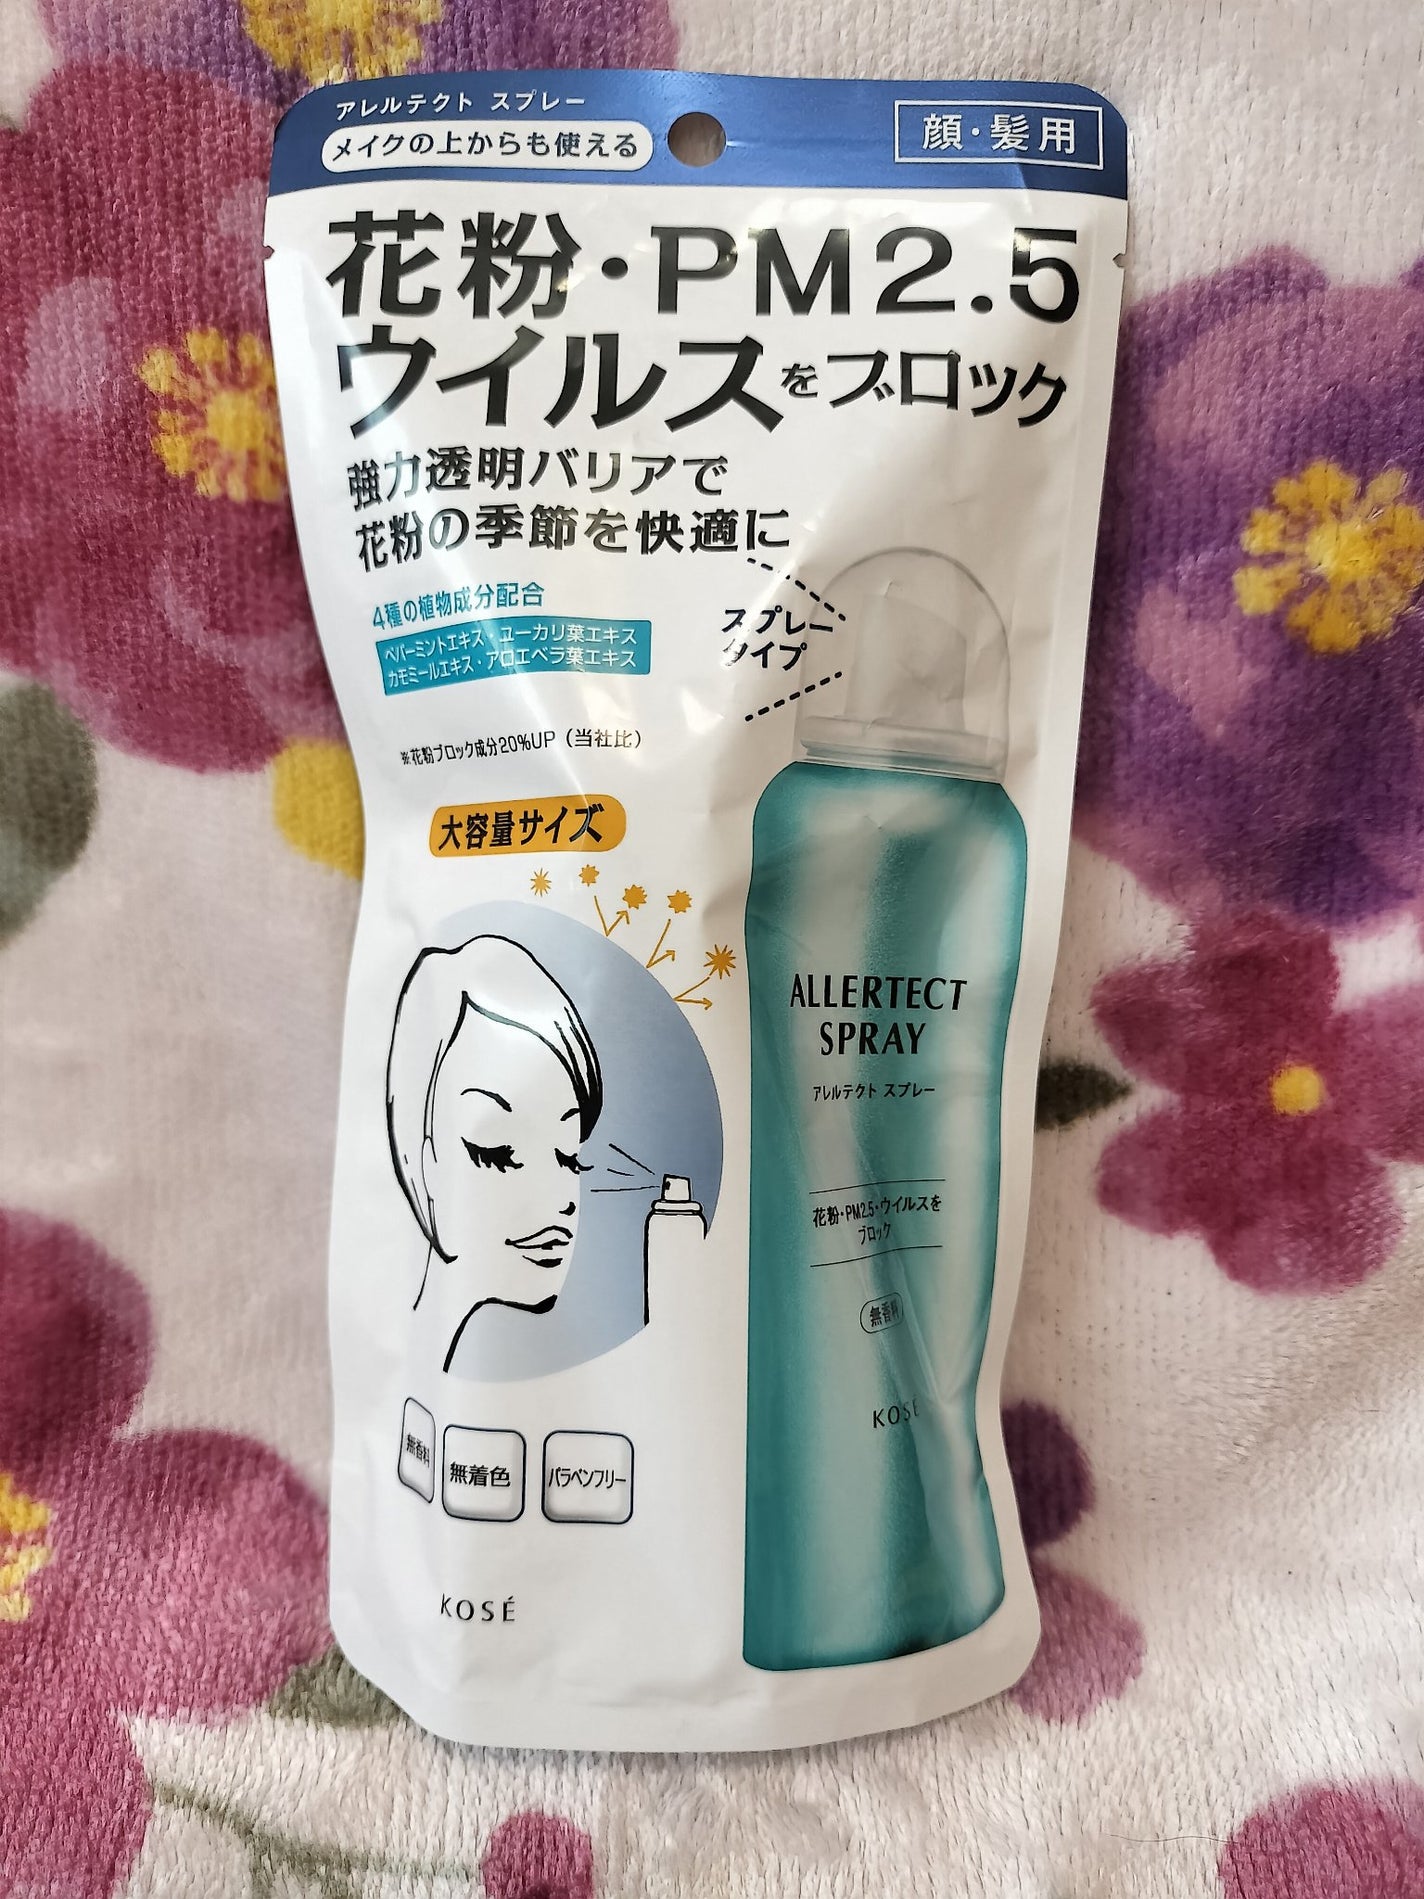 アレルテクト スプレー
メイクの上からも使える
顔・髪用
花粉・PM2.5
ウイルスをブロック
強力透明バリアで
花粉の季節を快適に
4種の植物成分配合
ペパーミントエキス・ユーカリ葉エキス
カモミールエキス・アロエベラ葉エキス
スプレー
タイプ
※花粉ブロック成分20%UP（当社比）
大容量サイズ
ALLERTECT
SPRAY
アレルテクト スプレー
花粉・PM2.5・ウイルスを
ブロック
無香料
KOSÉ
無香料
無着色
パラベンフリー
KOSÉ